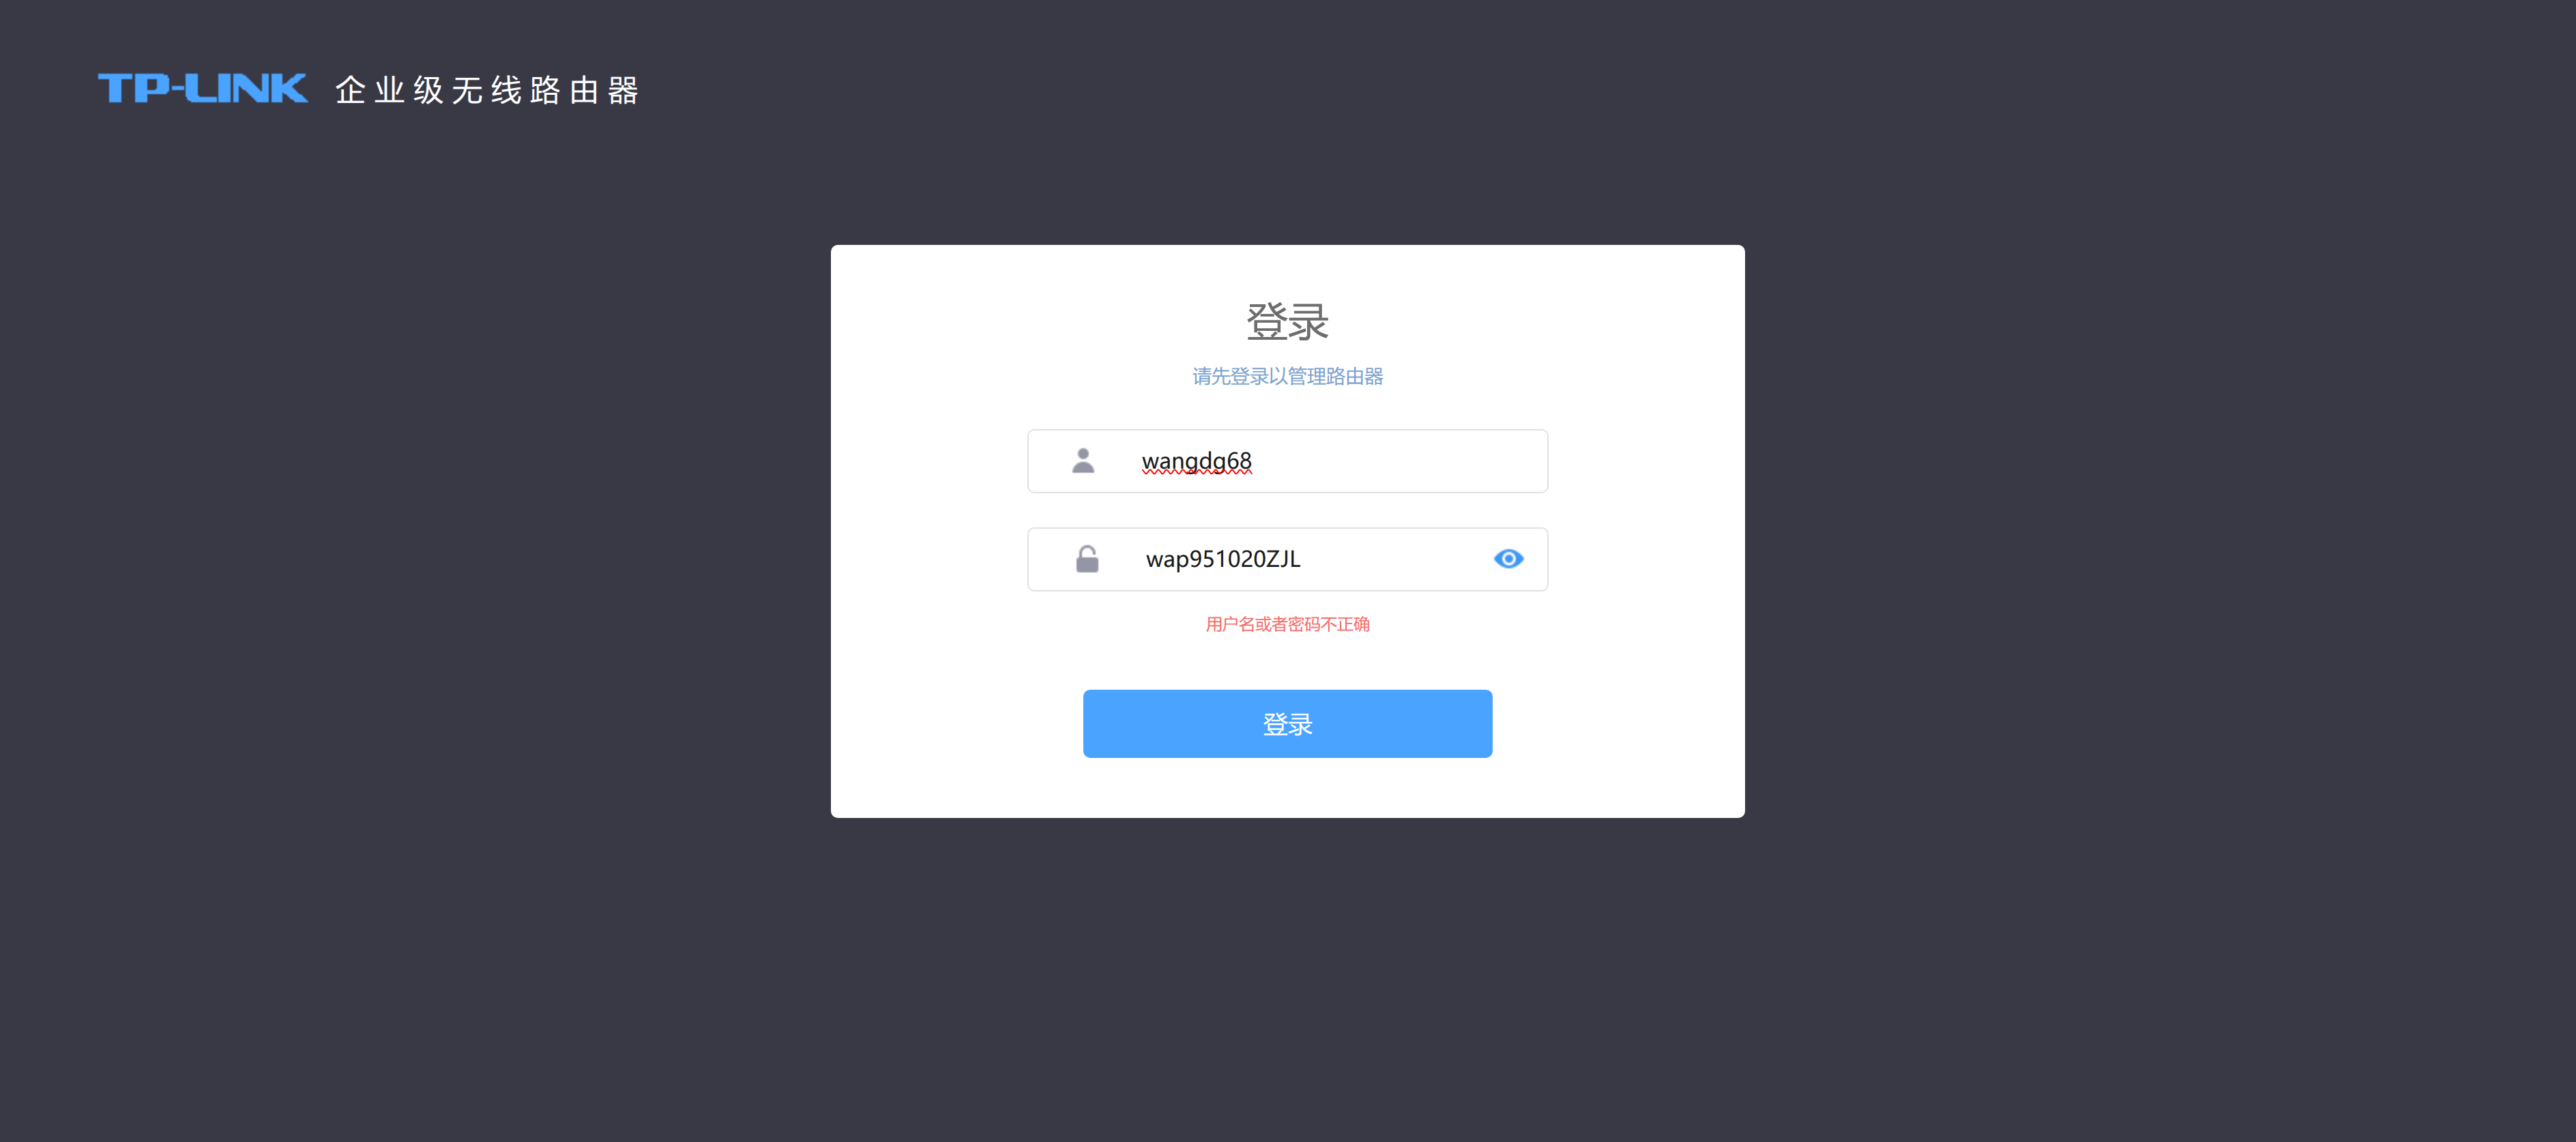 TP-LINK 企业级无线路由器
登录
请先登录以管理路由器
wangdg68
wap951020ZJL
用户名或者密码不正确
登录